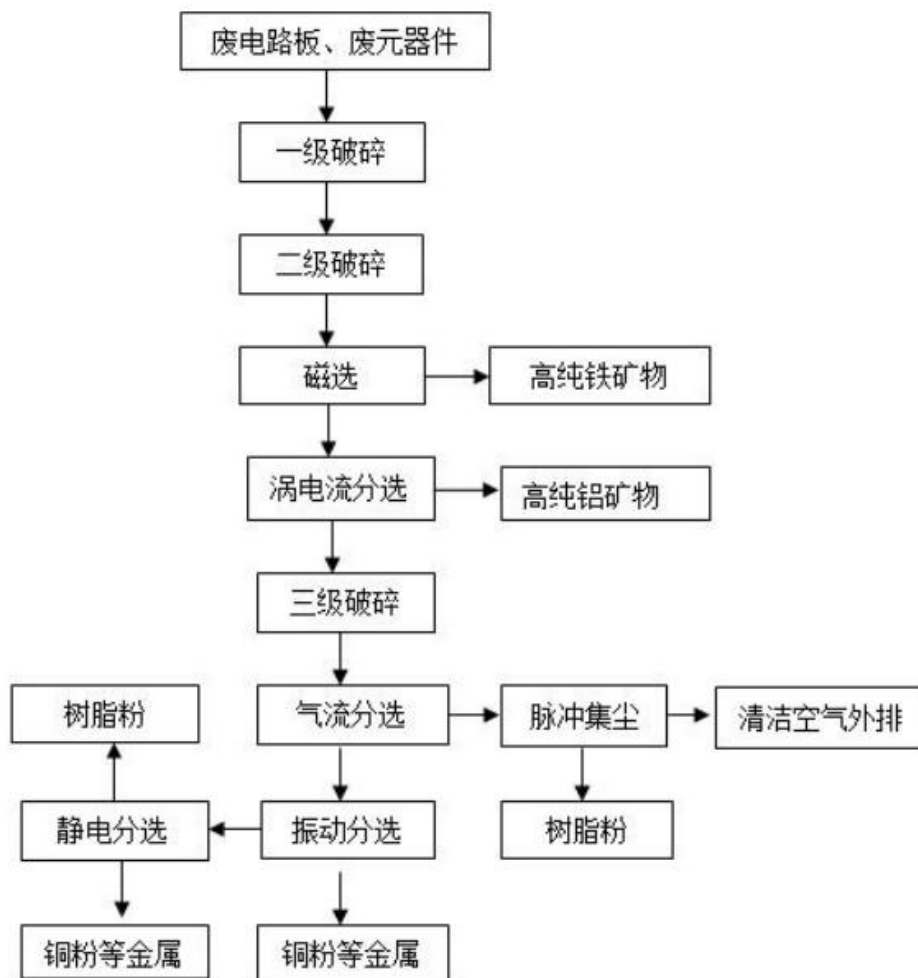 废电路板、废元器件
一级破碎
二级破碎
磁选
高纯铁矿物
涡电流分选
高纯铝矿物
三级破碎
树脂粉
气流分选
脉冲集尘
清洁空气外排
静电分选
振动分选
树脂粉
铜粉等金属
铜粉等金属